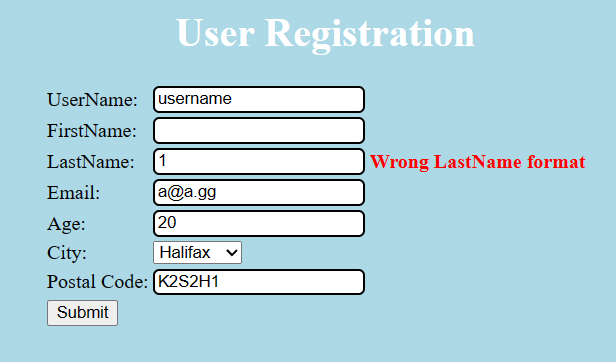 User Registration
UserName: username
FirstName:
LastName: 1 Wrong LastName format
Email: a@a.gg
Age: 20
City: Halifax
Postal Code: K2S2H1
Submit